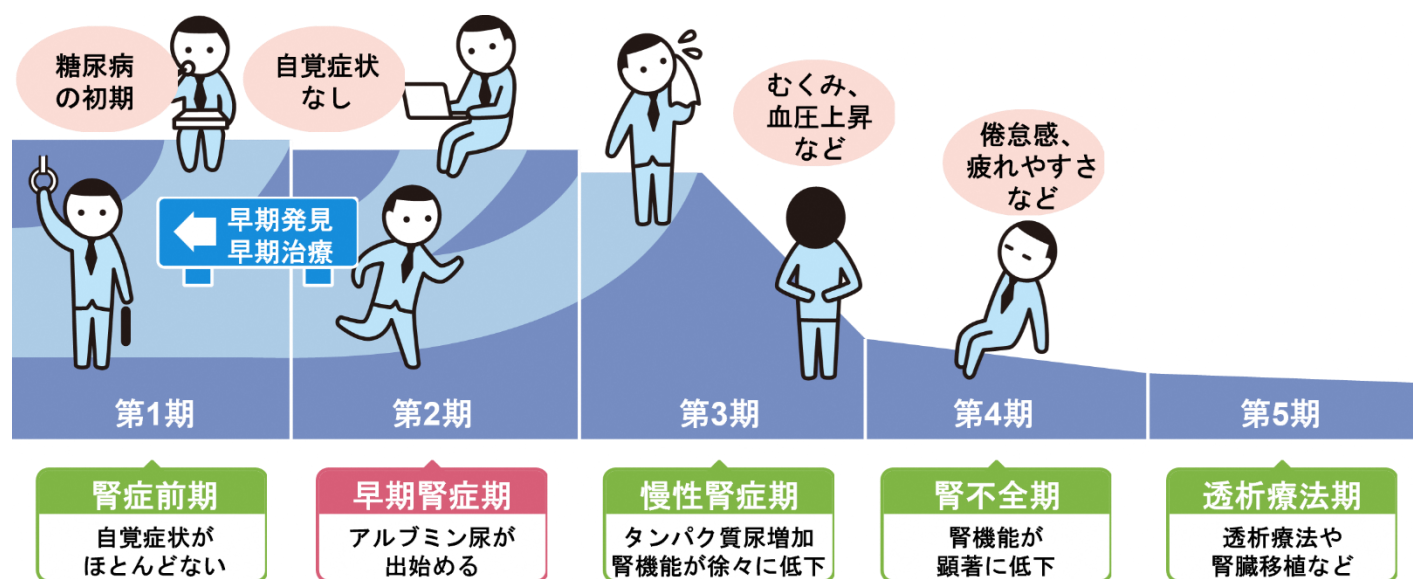 糖尿病
の初期
自覚症状
なし
むくみ、
血圧上昇
など
倦怠感、
疲れやすさ
など
早期発見
早期治療
第1期
第2期
第3期
第4期
第5期
腎症前期
自覚症状が
ほとんどない
早期腎症期
アルブミン尿が
出始める
慢性腎症期
タンパク質尿増加
腎機能が徐々に低下
腎不全期
腎機能が
顕著に低下
透析療法期
透析療法や
腎臓移植など